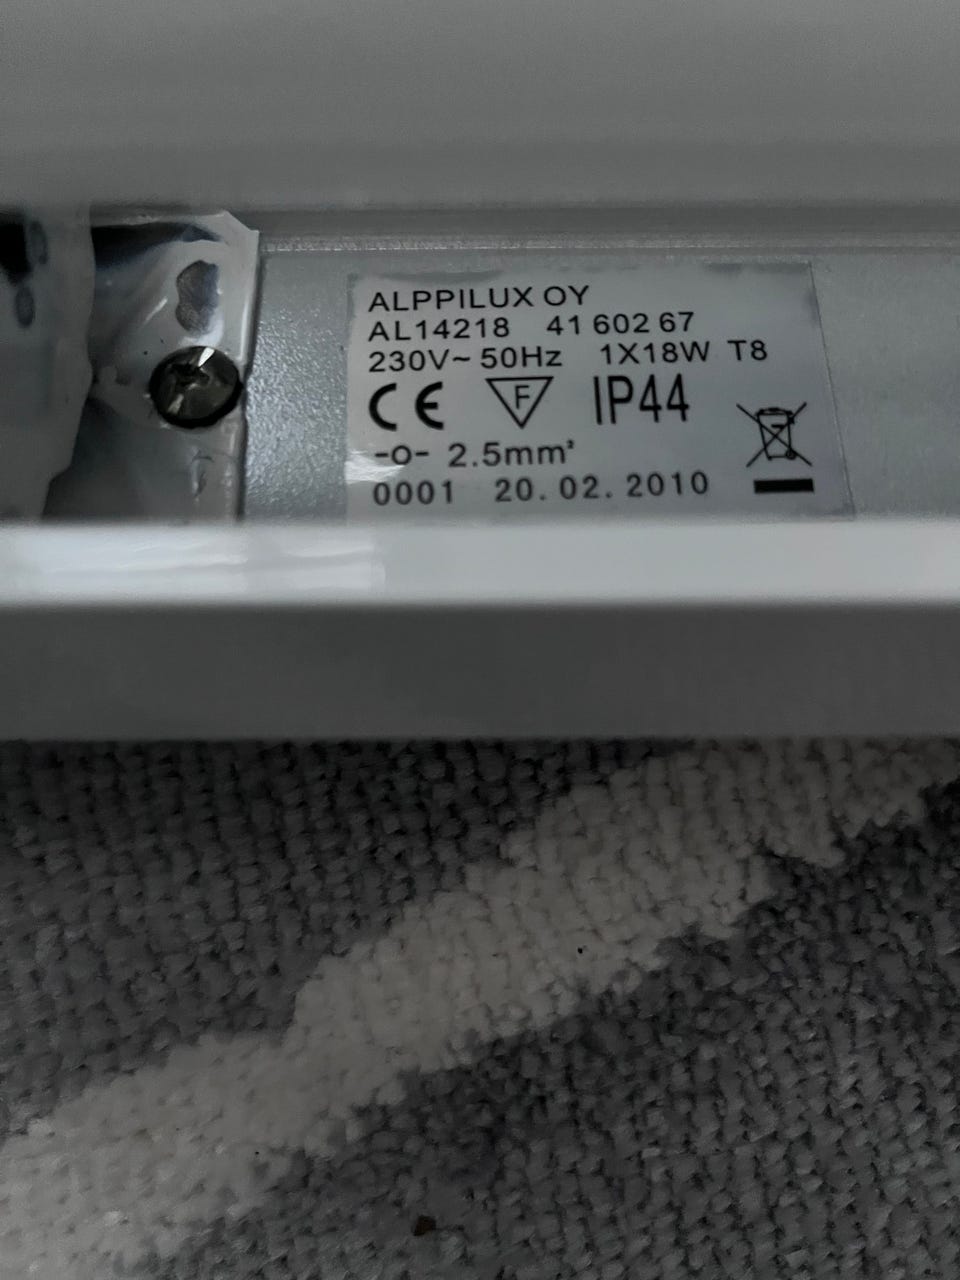 ALPPILUX OY
AL14218 41 602 67
230V~ 50Hz 1X18W T8
CE F IP44
-o- 2.5mm²
0001 20.02.2010